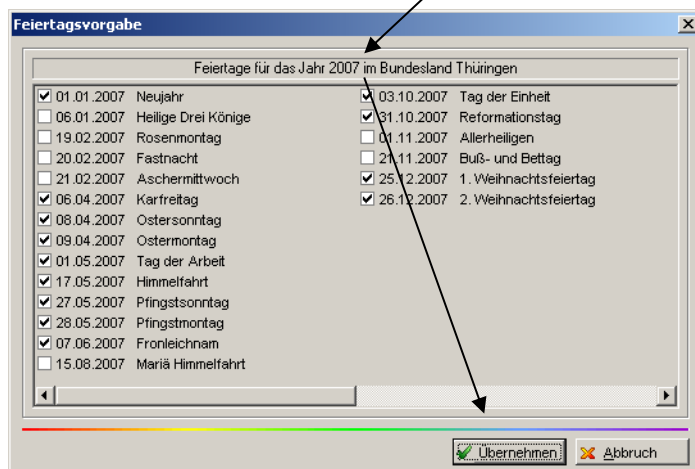 Feiertagsvorgabe
Feiertage für das Jahr 2007 im Bundesland Thüringen
01.01.2007 Neujahr
06.01.2007 Heilige Drei Könige
19.02.2007 Rosenmontag
20.02.2007 Fastnacht
21.02.2007 Aschermittwoch
06.04.2007 Karfreitag
08.04.2007 Ostersonntag
09.04.2007 Ostermontag
01.05.2007 Tag der Arbeit
17.05.2007 Himmelfahrt
27.05.2007 Pfingstsonntag
28.05.2007 Pfingstmontag
07.06.2007 Fronleichnam
15.08.2007 Mariä Himmelfahrt
03.10.2007 Tag der Einheit
31.10.2007 Reformationstag
01.11.2007 Allerheiligen
21.11.2007 Buß- und Bettag
25.12.2007 1. Weihnachtsfeiertag
26.12.2007 2. Weihnachtsfeiertag
Übernehmen
Abbruch